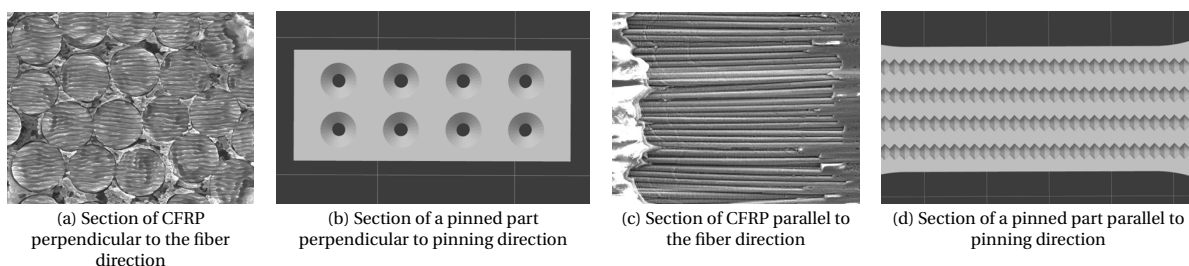 (a) Section of CFRP
perpendicular to the fiber
direction
(b) Section of a pinned part
perpendicular to pinning direction
(c) Section of CFRP parallel to
the fiber direction
(d) Section of a pinned part parallel to
pinning direction